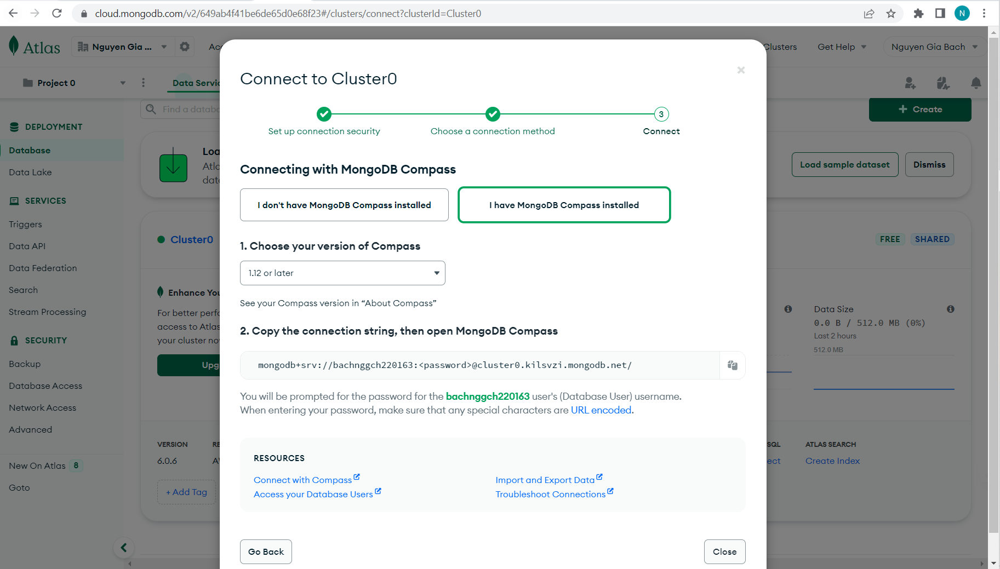 cloud.mongodb.com/v2/649ab4f41be6de65d0e68f23#/clusters/connect?clusterId=Cluster0
N
Atlas
Nguyen Gia ...
Acc
Clusters
Get Help
Nguyen Gia Bach
Project 0
Data Servic
Find a databa
+ Create
DEPLOYMENT
Database
Data Lake
SERVICES
Triggers
Data API
Data Federation
Search
Stream Processing
SECURITY
Backup
Database Access
Network Access
Advanced
New On Atlas 8
Goto
Loa
Atla
data
Load sample dataset
Dismiss
Cluster0
FREE
SHARED
Enhance You
For better perfo
access to Atlas
your cluster no
Upg
Data Size
0.0 B / 512.0 MB (0%)
Last 2 hours
512.0 MB
VERSION
6.0.6
RE
AW
+ Add Tag
SQL
ect
ATLAS SEARCH
Create Index
Connect to Cluster0
×
3
Set up connection security
Choose a connection method
Connect
Connecting with MongoDB Compass
I don't have MongoDB Compass installed
I have MongoDB Compass installed
1. Choose your version of Compass
1.12 or later
See your Compass version in “About Compass”
2. Copy the connection string, then open MongoDB Compass
mongodb+srv://bachnggch220163:<password>@cluster0.kilsvzi.mongodb.net/
You will be prompted for the password for the bachnggch220163 user's (Database User) username.
When entering your password, make sure that any special characters are URL encoded.
RESOURCES
Connect with Compass
Import and Export Data
Access your Database Users
Troubleshoot Connections
Go Back
Close